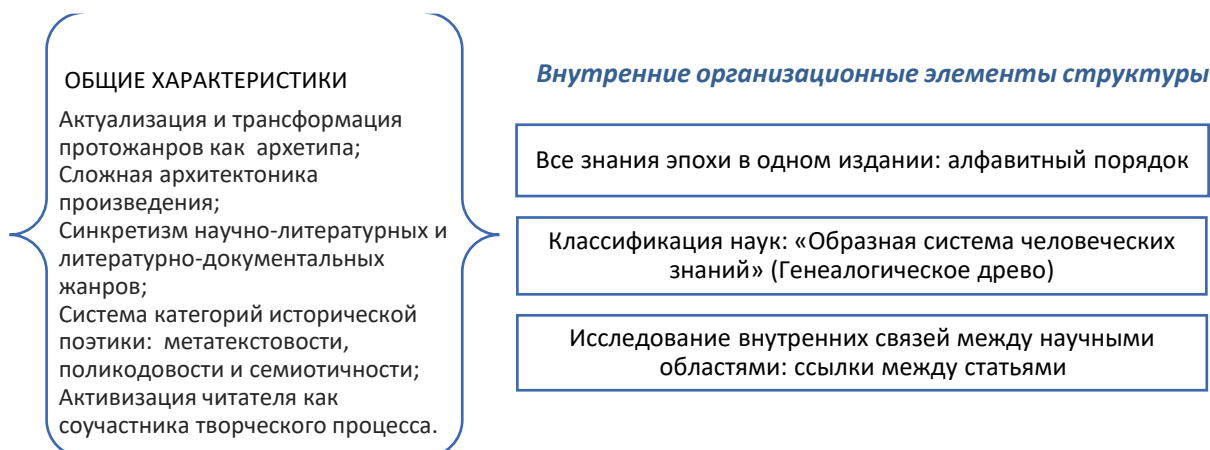 ОБЩИЕ ХАРАКТЕРИСТИКИ
Актуализация и трансформация
протожанров как архетипа;
Сложная архитектоника
произведения;
Синкретизм научно-литературных и
литературно-документальных
жанров;
Система категорий исторической
поэтики: метатекстовости,
поликодовости и семиотичности;
Активизация читателя как
соучастника творческого процесса.
Внутренние организационные элементы структуры
Все знания эпохи в одном издании: алфавитный порядок
Классификация наук: «Образная система человеческих
знаний» (Генеалогическое древо)
Исследование внутренних связей между научными
областями: ссылки между статьями